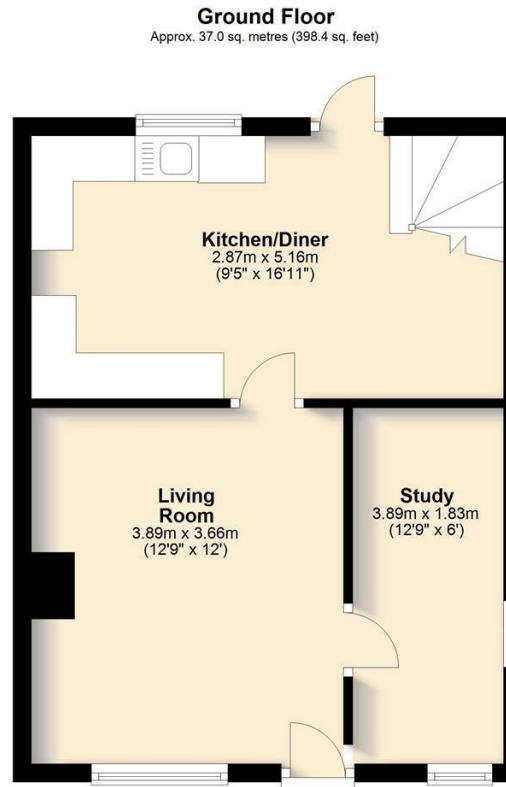 Ground Floor
Approx. 37.0 sq. metres (398.4 sq. feet)
Kitchen/Diner
2.87m x 5.16m
(9'5" x 16'11")
Living
Room
3.89m x 3.66m
(12'9" x 12')
Study
3.89m x 1.83m
(12'9" x 6')